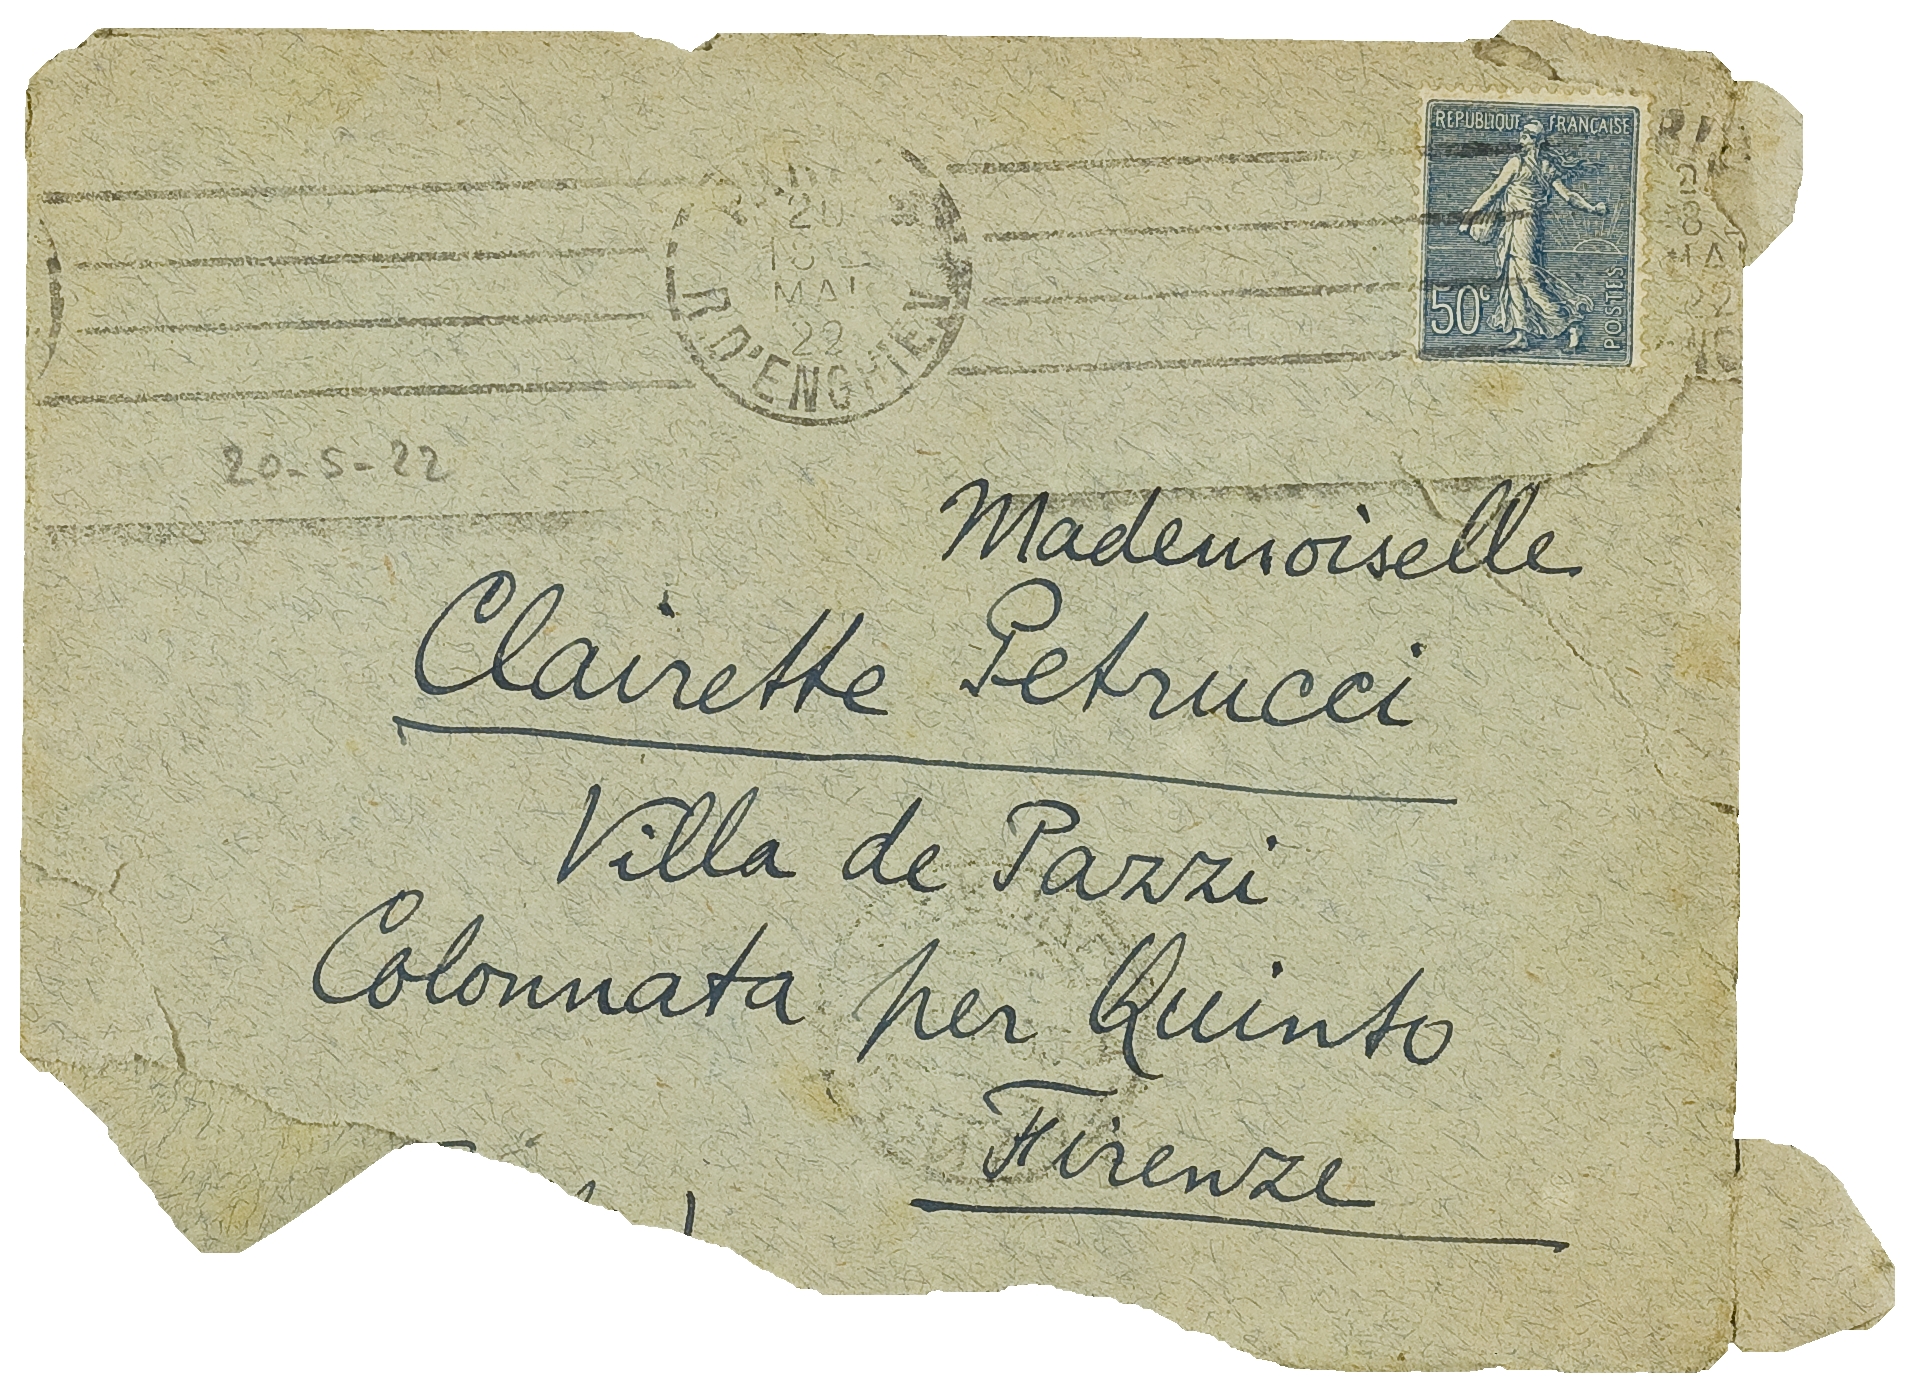 REPUBLIQUE FRANÇAISE
50c
POSTES
20
MAI
22
R. D'ENGHIEN
20-5-22
Mademoiselle
Clairette Petrucci
Villa de Pazzi
Colonnata per Quinto
Firenze